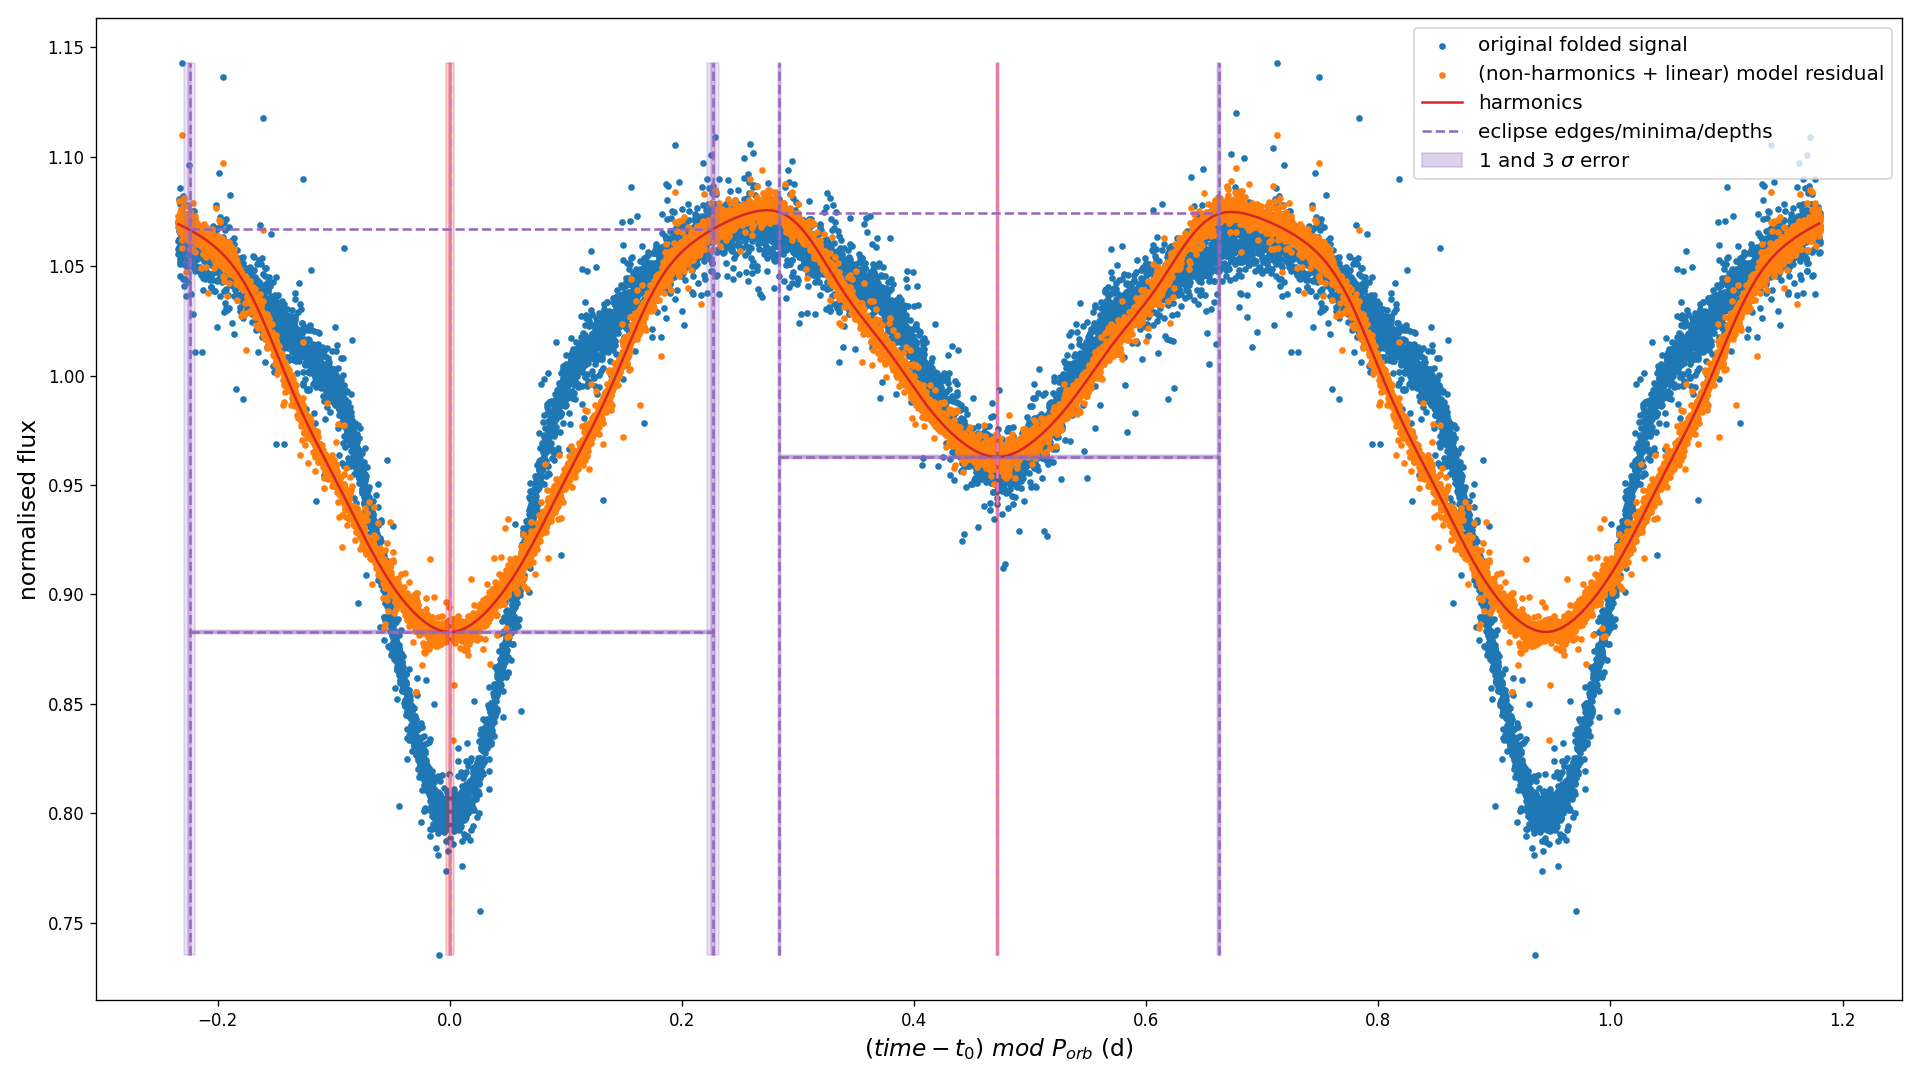 1.15
1.10
1.05
1.00
0.95
0.90
0.85
0.80
0.75
normalised flux
original folded signal
(non-harmonics + linear) model residual
harmonics
eclipse edges/minima/depths
1 and 3 σ error
−0.2 0.0 0.2 0.4 0.6 0.8 1.0 1.2
(time − t₀) mod Pₒᵣb (d)